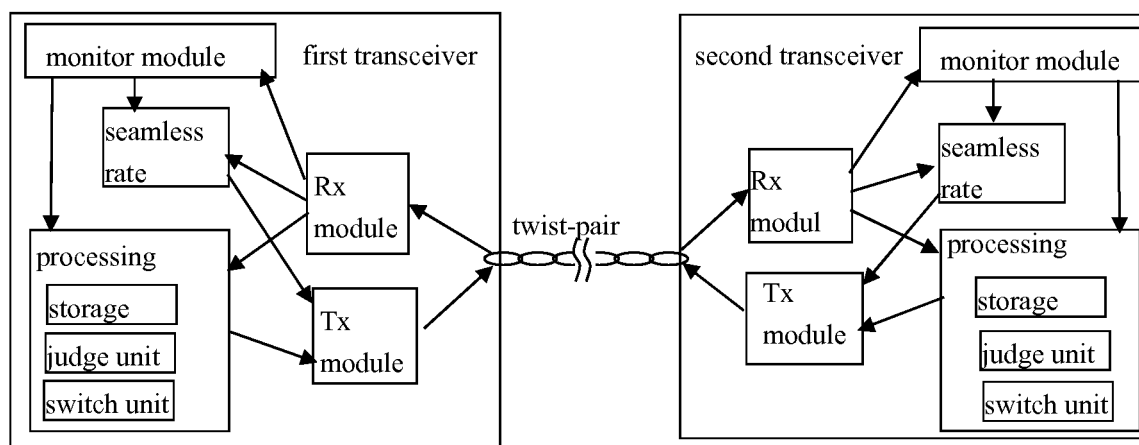 monitor module
first transceiver
seamless
rate
Rx
module
processing
storage
judge unit
switch unit
Tx
module
twist-pair
second transceiver
monitor module
seamless
rate
Rx
modul
processing
Tx
module
storage
judge unit
switch unit